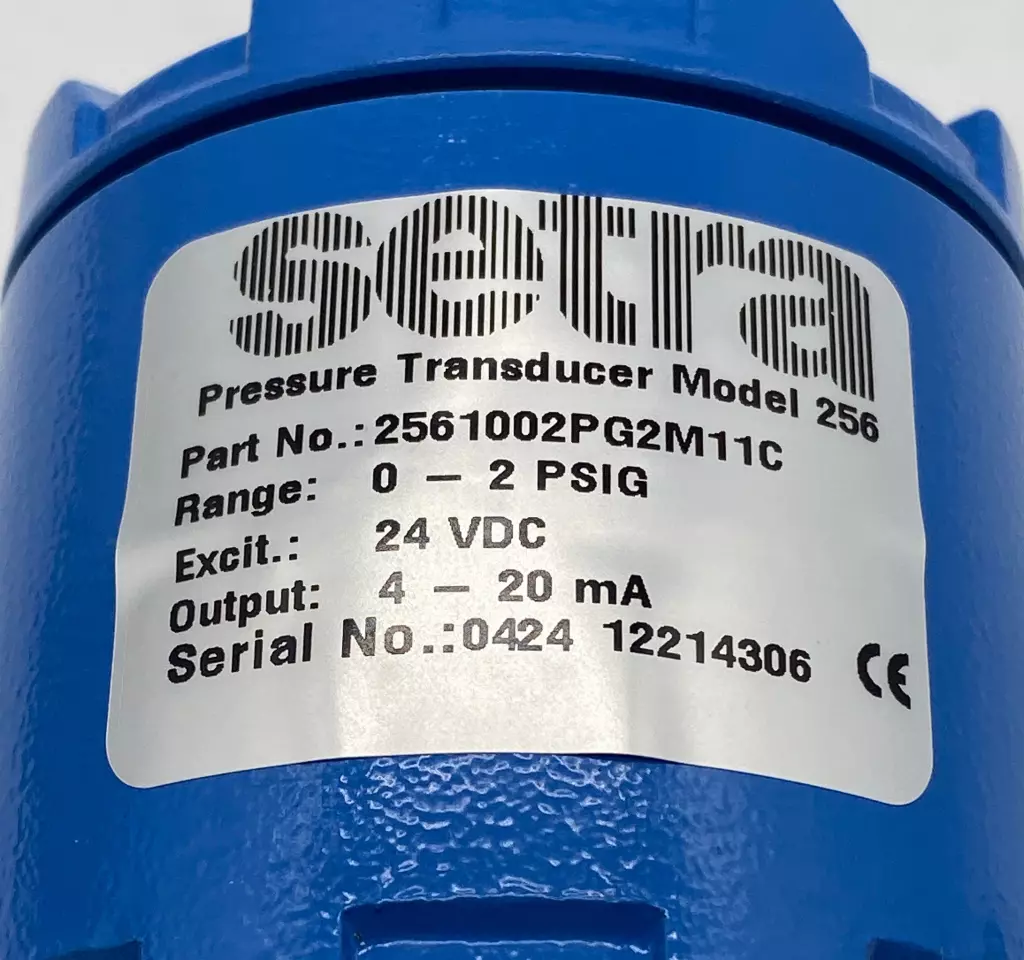 setra
Pressure Transducer Model 256
Part No.: 2561002PG2M11C
Range: 0 – 2 PSIG
Excit.: 24 VDC
Output: 4 – 20 mA
Serial No.: 0424 12214306 CE